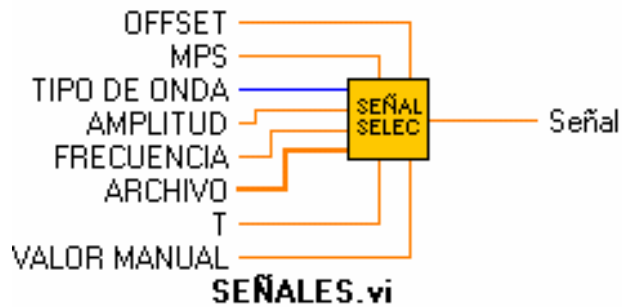 OFFSET
MPS
TIPO DE ONDA
AMPLITUD
FRECUENCIA
ARCHIVO
T
VALOR MANUAL
SEÑAL
SELEC
Señal
SEÑALES.vi